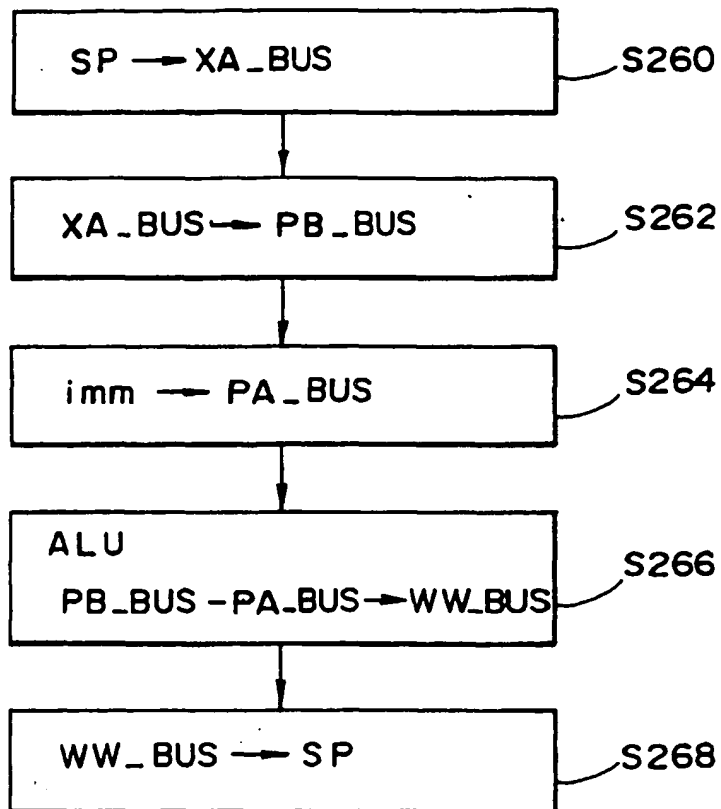 SP → XA_BUS
S260
XA_BUS → PB_BUS
S262
imm → PA_BUS
S264
ALU
PB_BUS - PA_BUS → WW_BUS
S266
WW_BUS → SP
S268